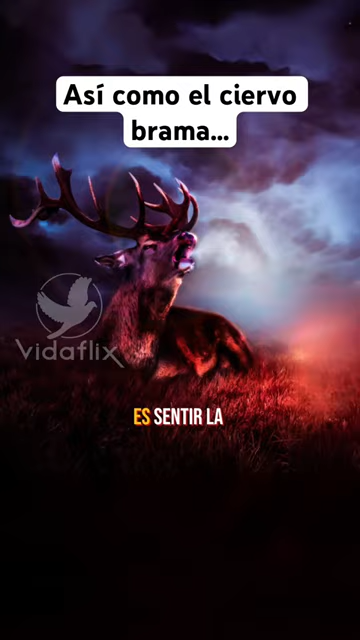 Así como el ciervo
brama...
Vidaflix
ES SENTIR LA